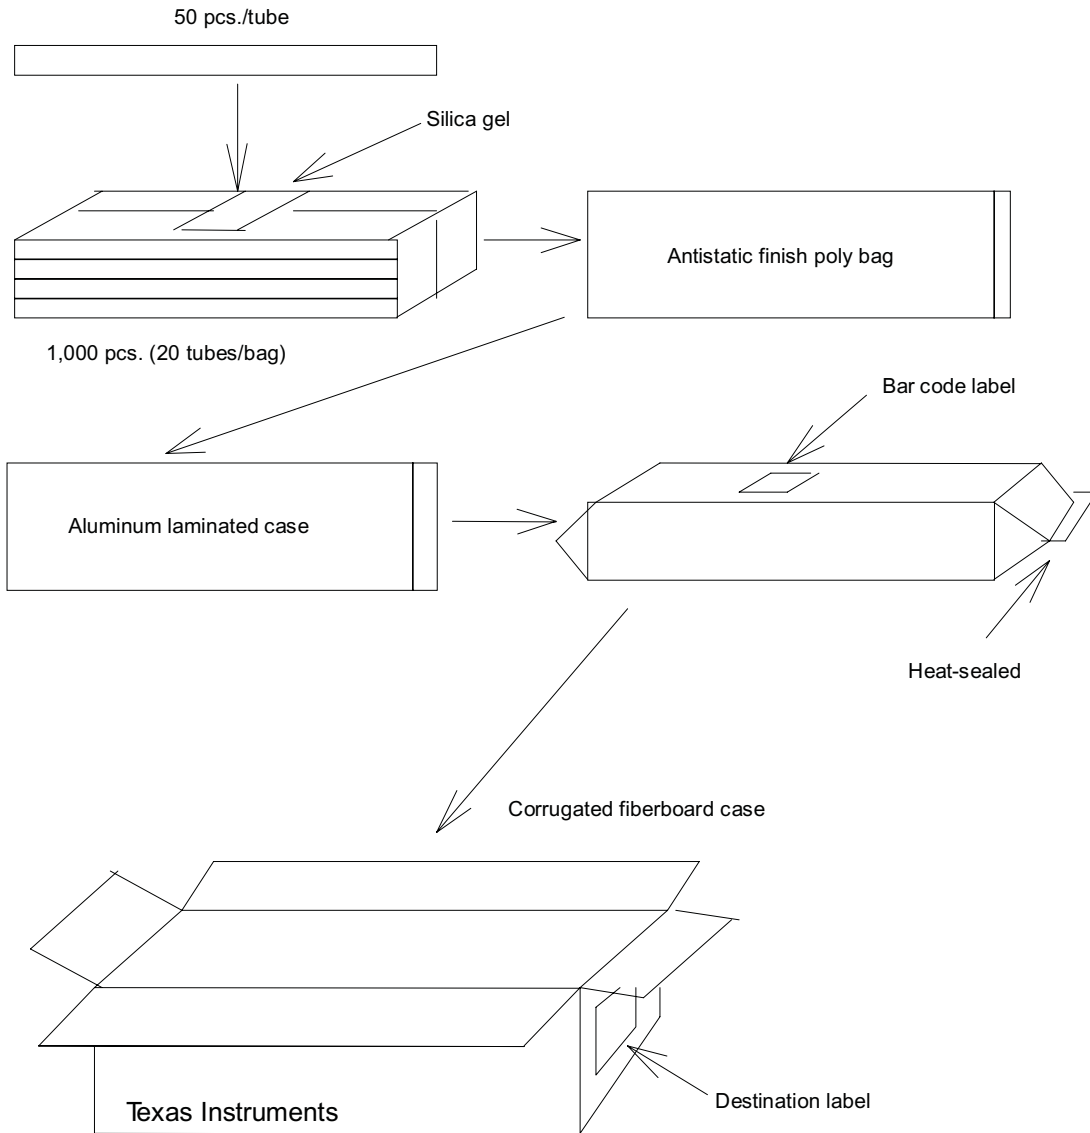 50 pcs./tube
Silica gel
Antistatic finish poly bag
1,000 pcs. (20 tubes/bag)
Bar code label
Aluminum laminated case
Heat-sealed
Corrugated fiberboard case
Destination label
Texas Instruments